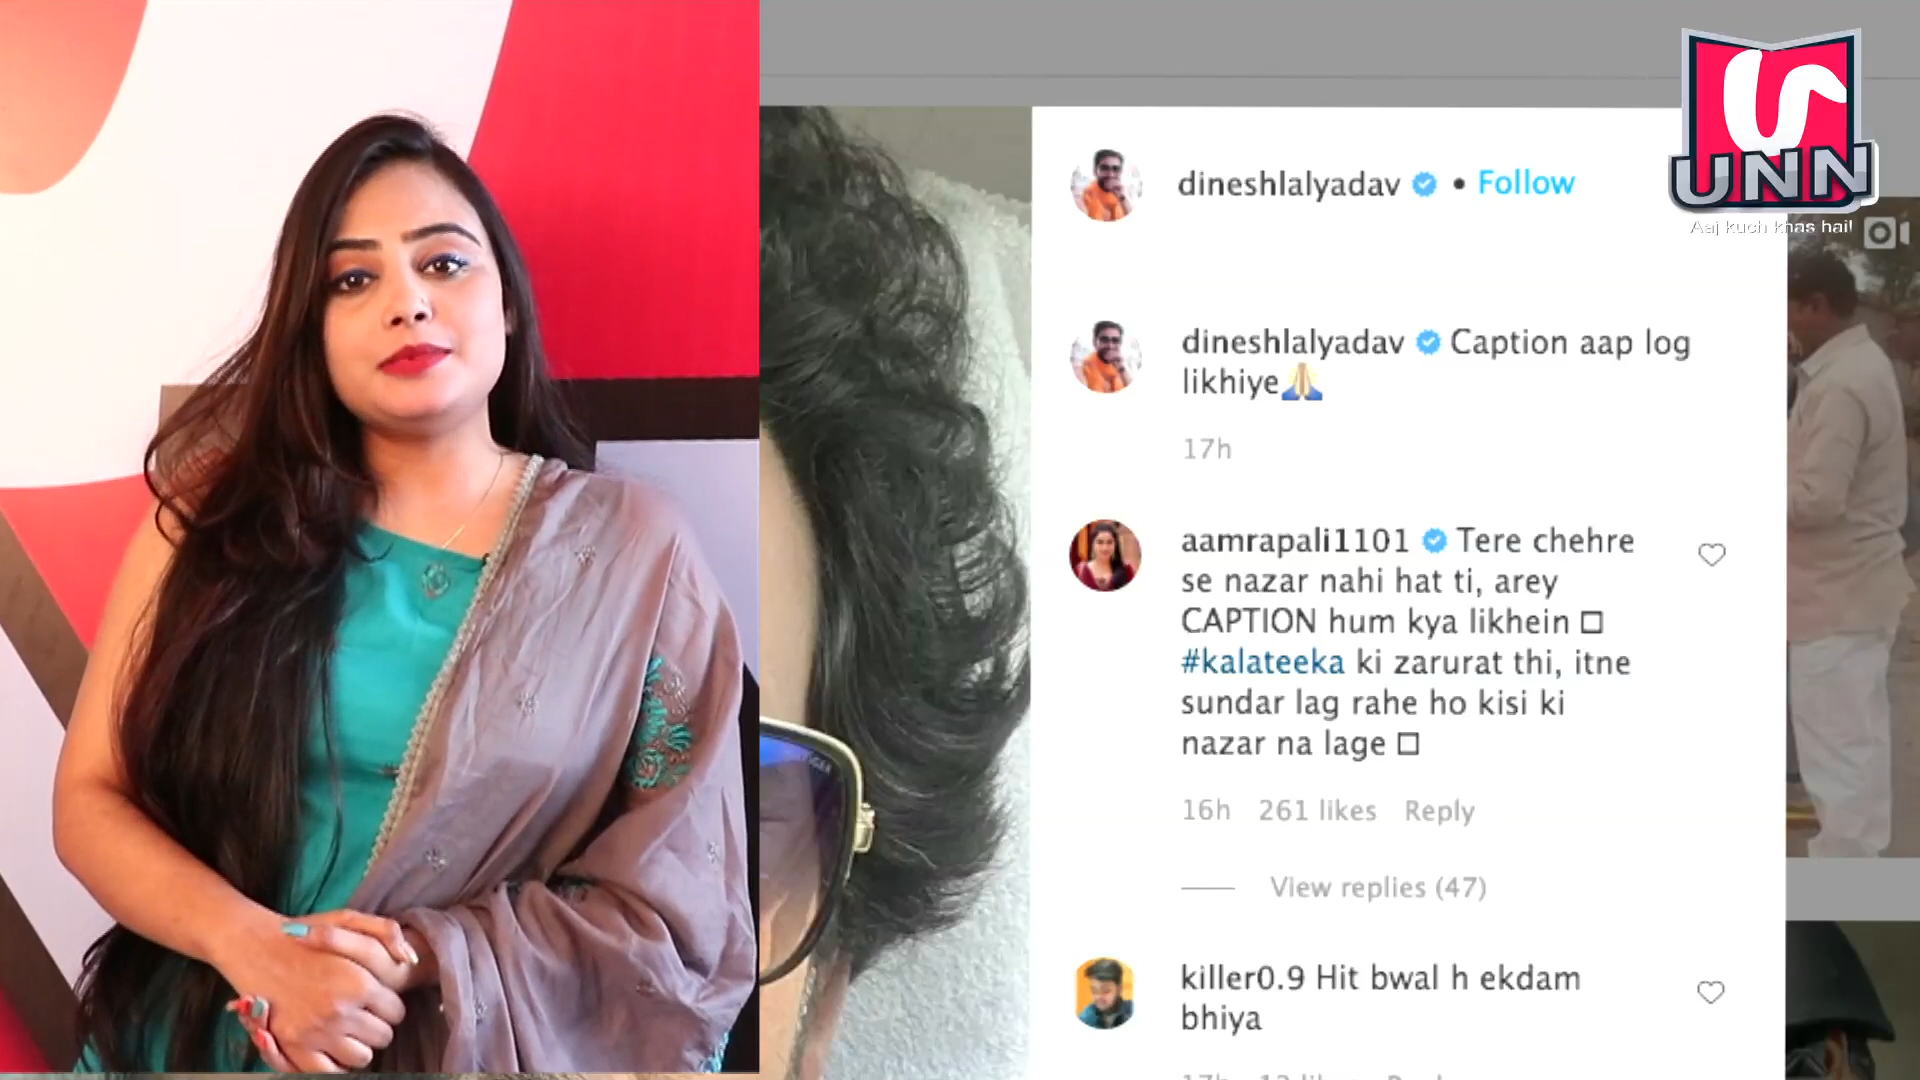 UNN
Aaj kuch khas hai!
dineshlalyadav • Follow
dineshlalyadav Caption aap log
likhiye🙏
17h
aamrapali1101 Tere chehre
se nazar nahi hat ti, arey
CAPTION hum kya likhein □
#kalateeka ki zarurat thi, itne
sundar lag rahe ho kisi ki
nazar na lage □
16h 261 likes Reply
View replies (47)
killer0.9 Hit bwal h ekdam
bhiya